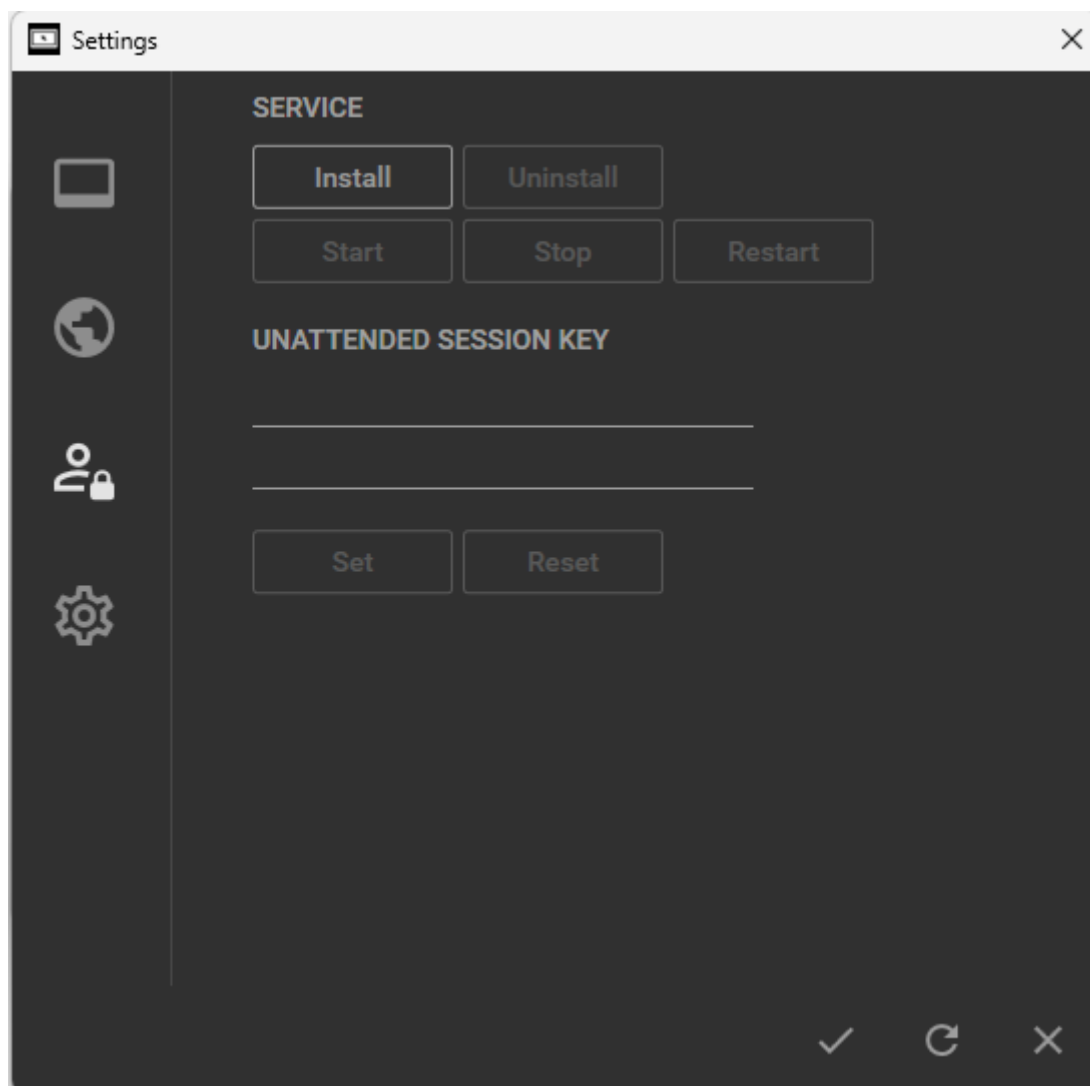 Settings
SERVICE
Install Uninstall
Start Stop Restart
UNATTENDED SESSION KEY
Set Reset